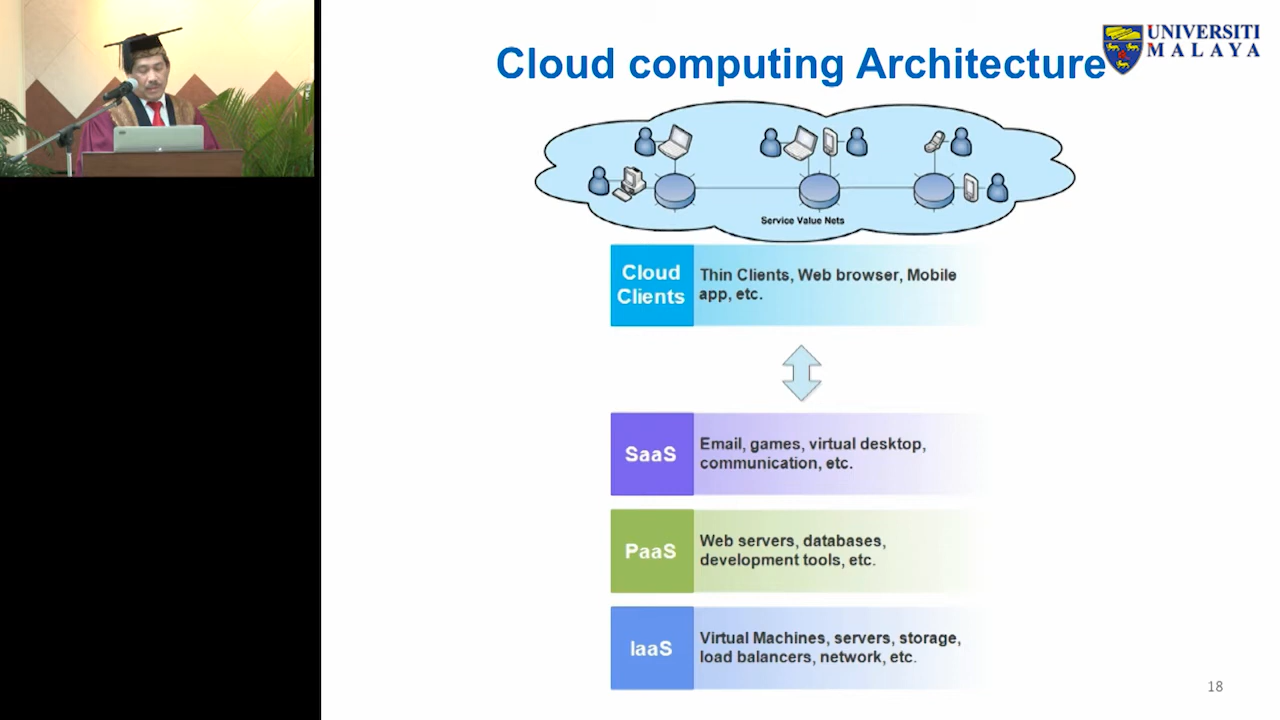 Cloud computing Architecture
UNIVERSITI
MALAYA
Service Value Nets
Cloud
Clients
Thin Clients, Web browser, Mobile
app, etc.
SaaS
Email, games, virtual desktop,
communication, etc.
PaaS
Web servers, databases,
development tools, etc.
IaaS
Virtual Machines, servers, storage,
load balancers, network, etc.
18